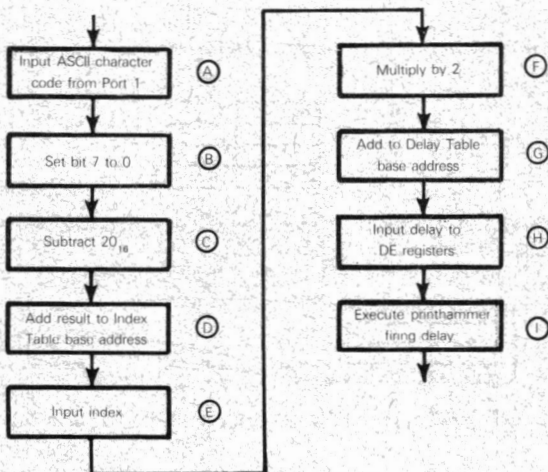 Input ASCII character
code from Port 1
A
Set bit 7 to 0
B
Subtract 20₁₆
C
Add result to Index
Table base address
D
Input index
E
Multiply by 2
F
Add to Delay Table
base address
G
Input delay to
DE registers
H
Execute printhammer
firing delay
I